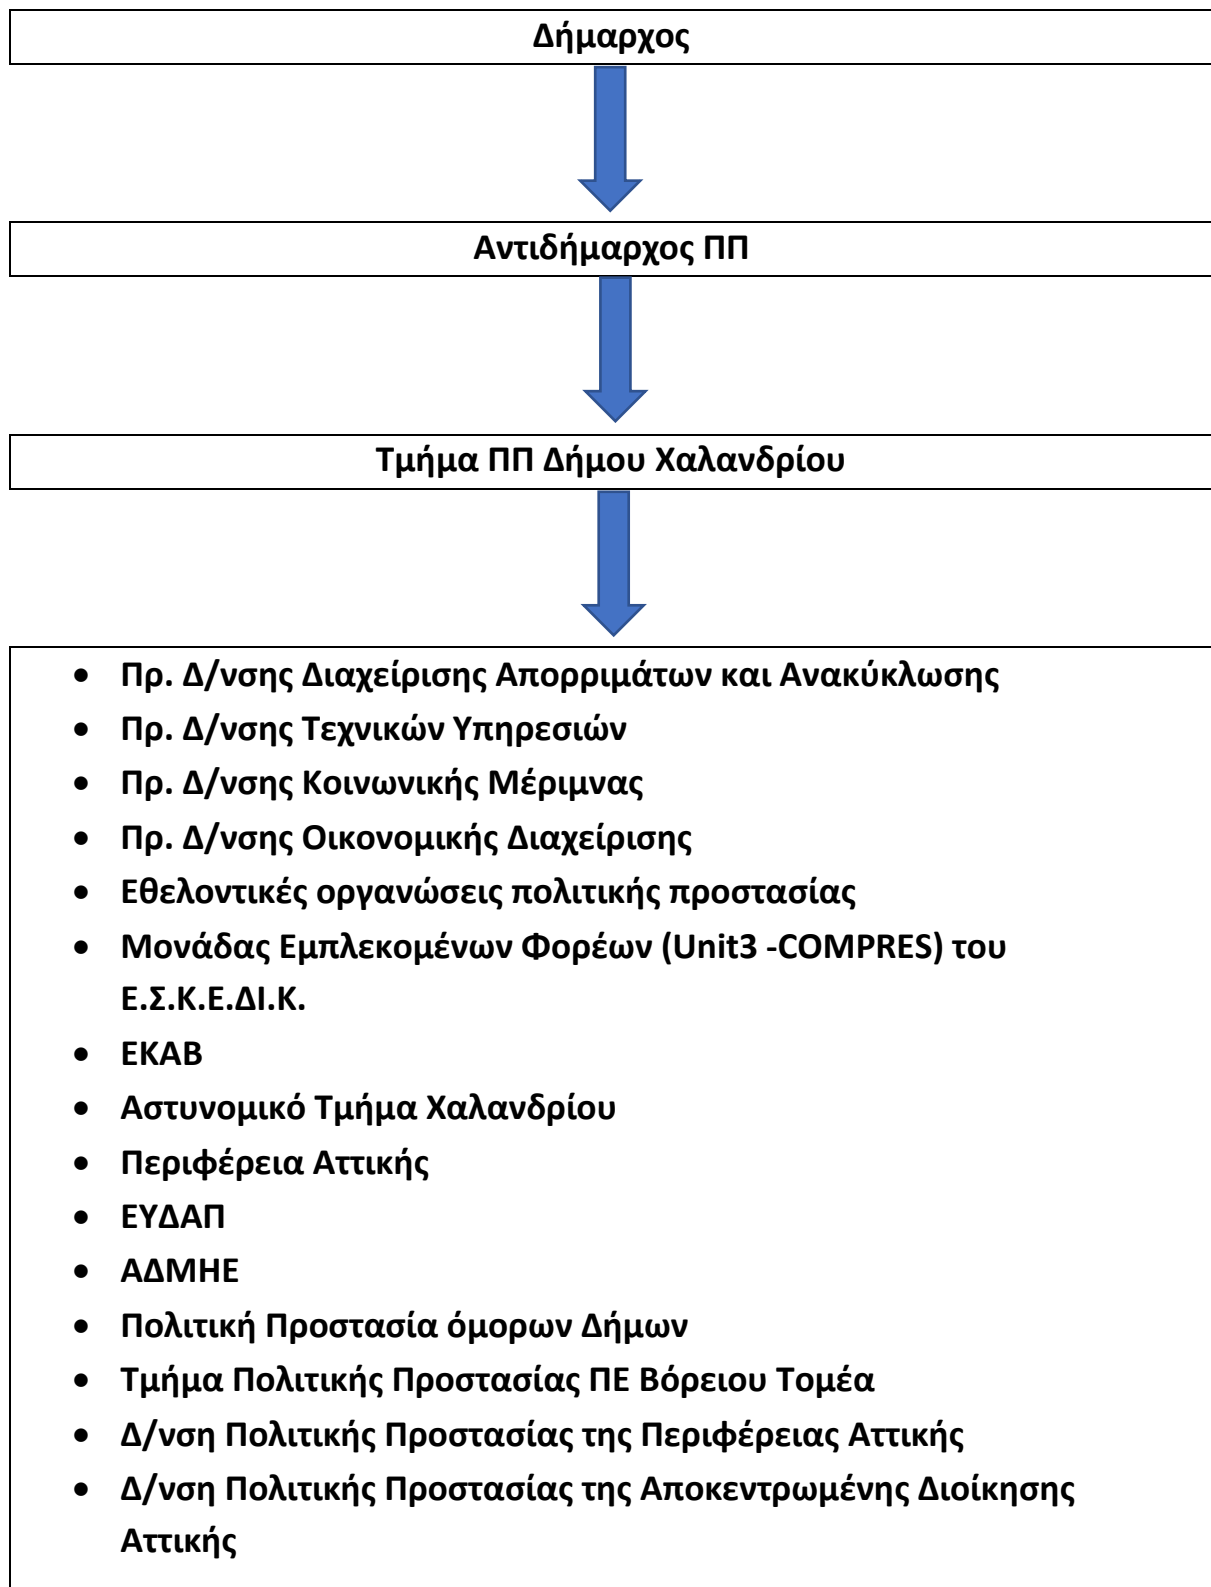 Δήμαρχος
Αντιδήμαρχος ΠΠ
Τμήμα ΠΠ Δήμου Χαλανδρίου
• Πρ. Δ/νσης Διαχείρισης Απορριμάτων και Ανακύκλωσης
• Πρ. Δ/νσης Τεχνικών Υπηρεσιών
• Πρ. Δ/νσης Κοινωνικής Μέριμνας
• Πρ. Δ/νσης Οικονομικής Διαχείρισης
• Εθελοντικές οργανώσεις πολιτικής προστασίας
• Μονάδας Εμπλεκομένων Φορέων (Unit3 -COMPRES) του
Ε.Σ.Κ.Ε.ΔΙ.Κ.
• ΕΚΑΒ
• Αστυνομικό Τμήμα Χαλανδρίου
• Περιφέρεια Αττικής
• ΕΥΔΑΠ
• ΑΔΜΗΕ
• Πολιτική Προστασία όμορων Δήμων
• Τμήμα Πολιτικής Προστασίας ΠΕ Βόρειου Τομέα
• Δ/νση Πολιτικής Προστασίας της Περιφέρειας Αττικής
• Δ/νση Πολιτικής Προστασίας της Αποκεντρωμένης Διοίκησης
Αττικής